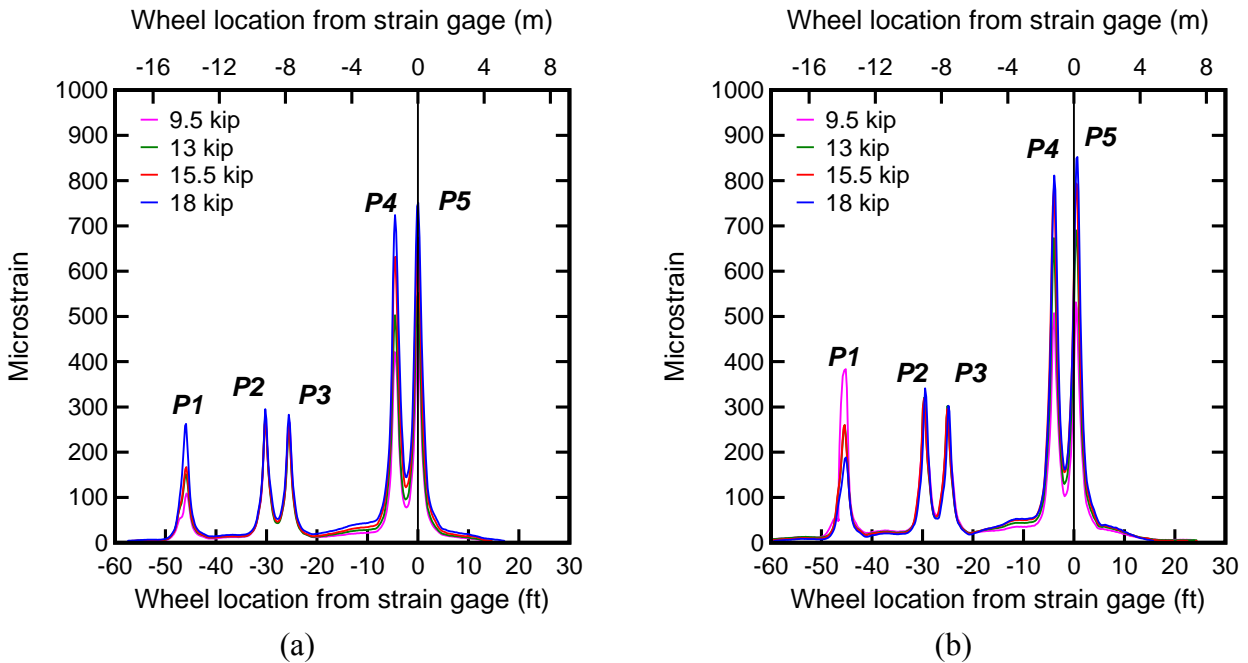 Wheel location from strain gage (m)
-16 -12 -8 -4 0 4 8
1000
900
800
700
600
500
400
300
200
100
0
Microstrain
9.5 kip
13 kip
15.5 kip
18 kip
P1
P2
P3
P4
P5
-60 -50 -40 -30 -20 -10 0 10 20 30
Wheel location from strain gage (ft)
(a)
Wheel location from strain gage (m)
-16 -12 -8 -4 0 4 8
1000
900
800
700
600
500
400
300
200
100
0
Microstrain
9.5 kip
13 kip
15.5 kip
18 kip
P1
P2
P3
P4
P5
-60 -50 -40 -30 -20 -10 0 10 20 30
Wheel location from strain gage (ft)
(b)